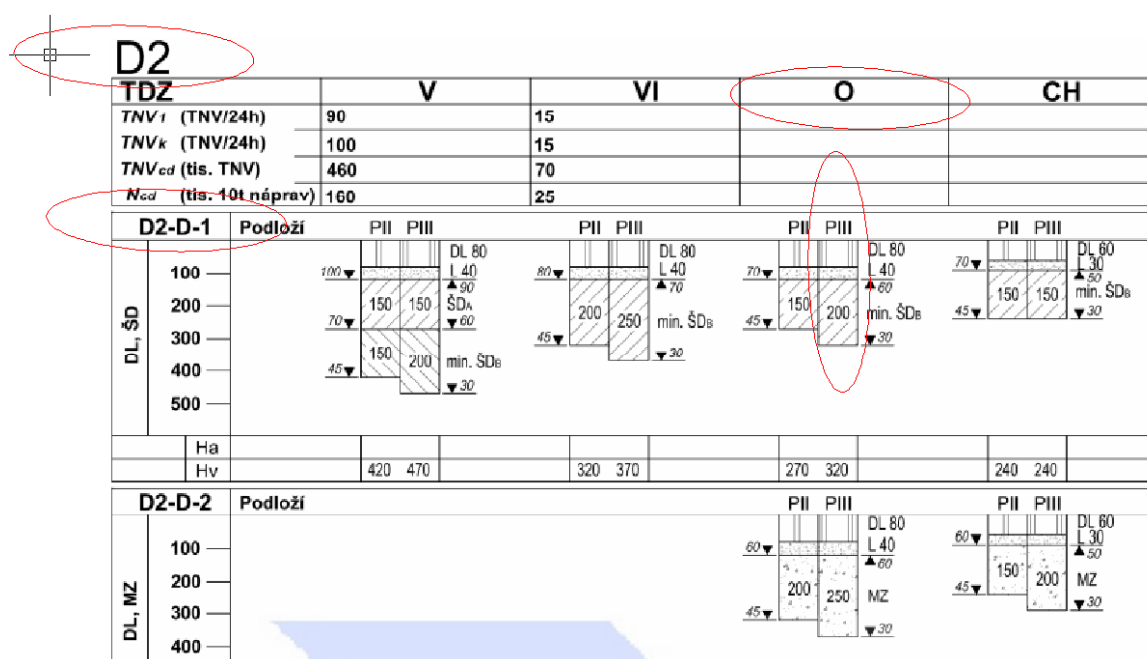 D2
TDZ V VI O CH
TNV1 (TNV/24h) 90 15
TNVk (TNV/24h) 100 15
TNVcd (tis. TNV) 460 70
Ncd (tis. 10t náprav) 160 25
D2-D-1 Podloží PII PIII PII PIII PII PIII PII PIII
DL 80 DL 80 DL 80 DL 60
100 100 L 40 80 L 40 70 L 40 70 L 30
90 70 60 50
200 150 150 ŠDA 200 250 min. ŠDB 150 200 min. ŠDB 150 150 min. ŠDB
70 60 45 30
300 45 45 30
DL, ŠD
400 150 200 min. ŠDB 30
45 30
500
Ha
Hv 420 470 320 370 270 320 240 240
D2-D-2 Podloží PII PIII PII PIII
DL 80 DL 60
100 60 L 40 60 L 30
60 50
200 200 250 MZ 150 200 MZ
45 30
DL, MZ
300 45 30
400